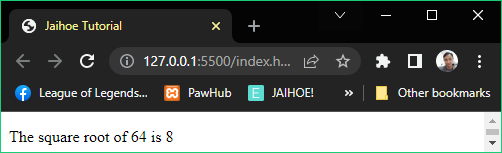 Jaihoe Tutorial
127.0.0.1:5500/index.h...
League of Legends... PawHub E JAIHOE! » Other bookmarks
The square root of 64 is 8